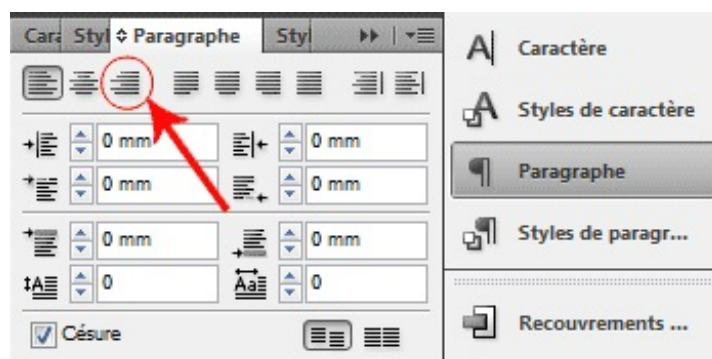 Cara Styl Paragraphe Styl
0 mm 0 mm
0 mm 0 mm
0 mm 0 mm
0 0
Césure
Caractère
Styles de caractère
Paragraphe
Styles de paragr...
Recouvrements ...